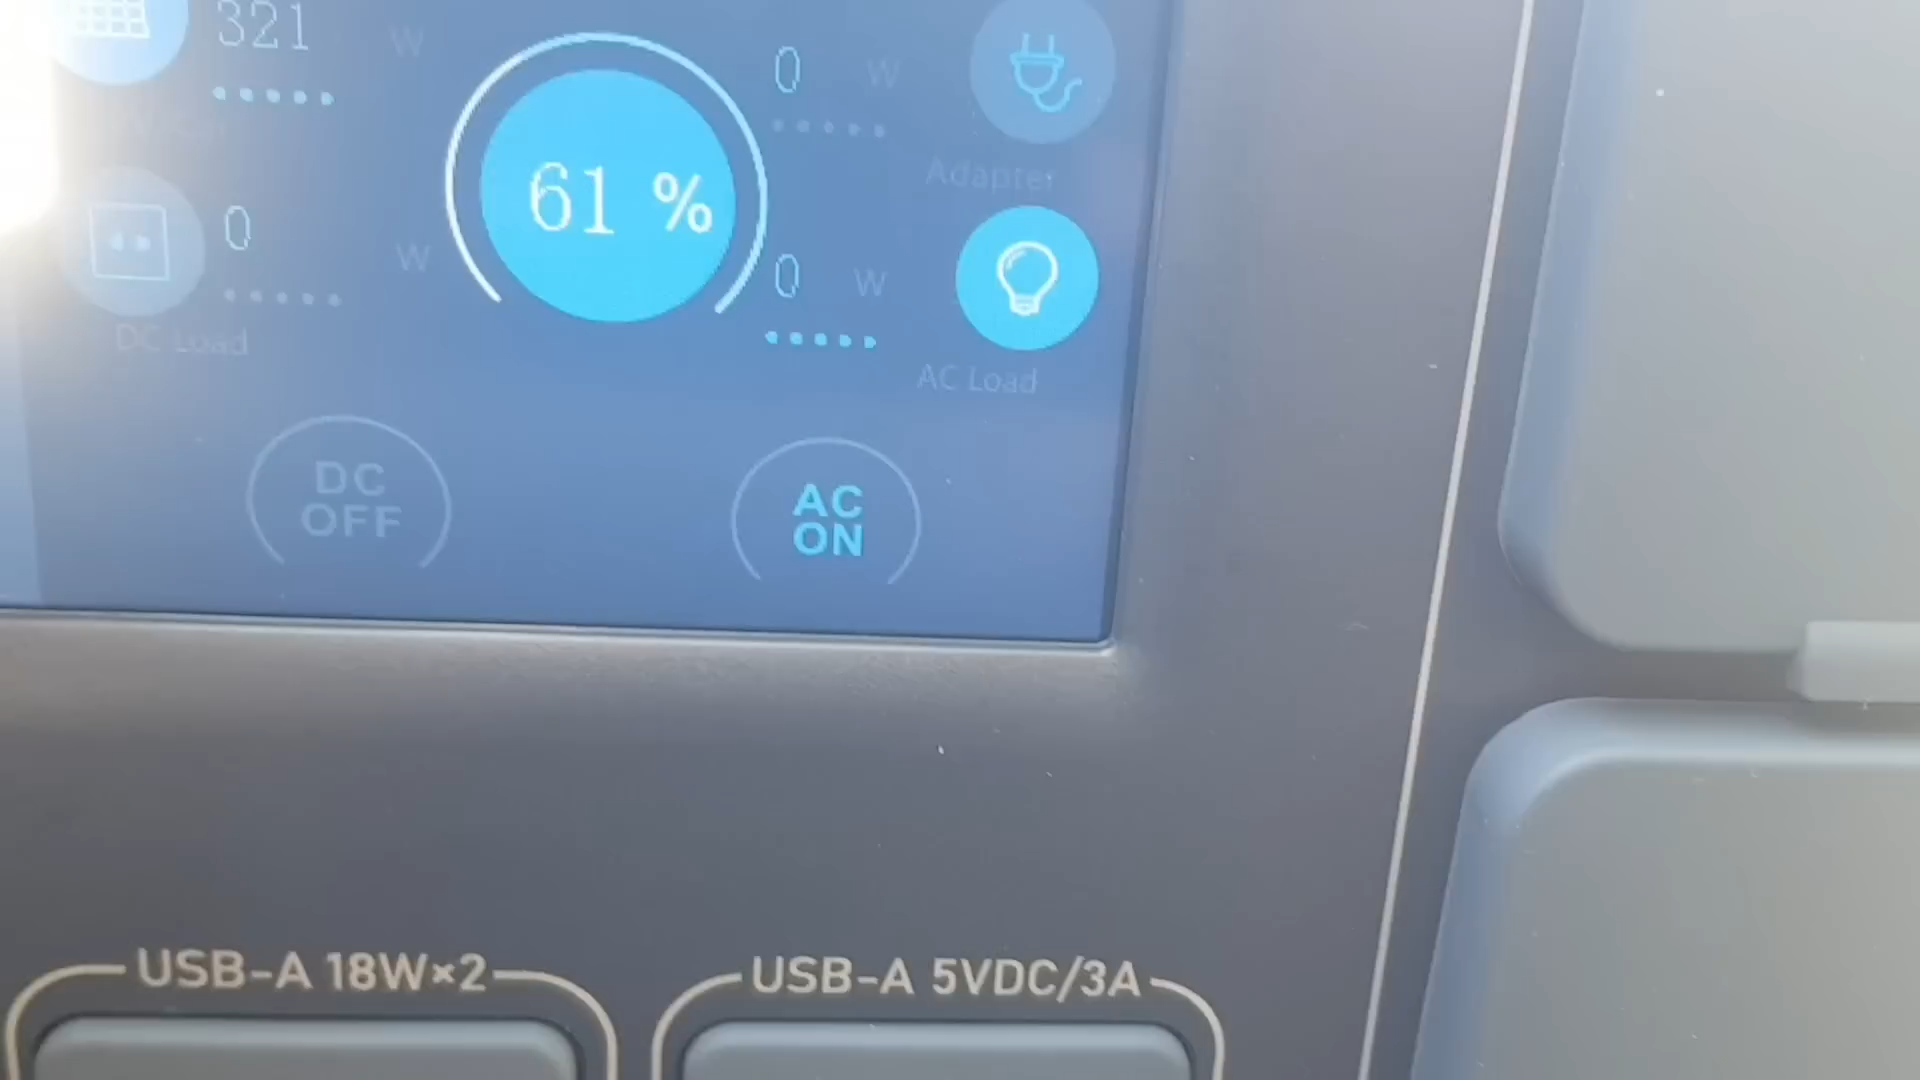 321 W
0 W
61 %
0 W
Adapter
0 W
DC Load
AC Load
DC
OFF
AC
ON
USB-A 18W×2
USB-A 5VDC/3A